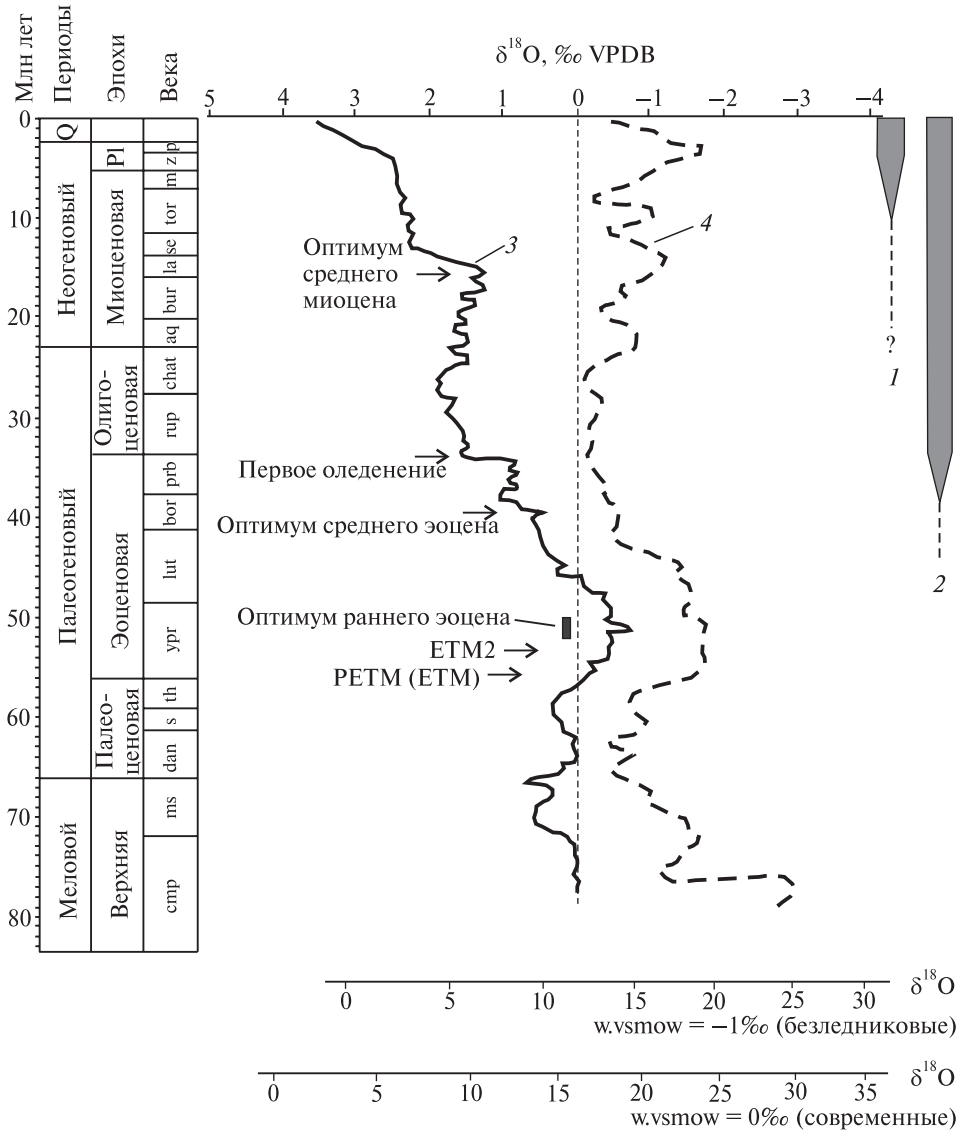 δ18O, ‰ VPDB
Млн лет
Периоды
Эпохи
Века
5 4 3 2 1 0 −1 −2 −3 −4
0
10
20
30
40
50
60
70
80
Q
Неогеновый
Палеогеновый
Меловой
Pl
Миоценовая
Олиго-
ценовая
Эоценовая
Палео-
ценовая
Верхняя
p
z
m
tor
se
la
bur
aq
chat
rup
prb
bor
lut
ypr
th
s
dan
ms
cmp
3
4
Оптимум
среднего
миоцена
?
1
Первое оледенение
Оптимум среднего эоцена
2
Оптимум раннего эоцена
ETM2
PETM (ETM)
0 5 10 15 20 25 30 δ18O
w.vsmow = −1‰ (безледниковые)
0 5 10 15 20 25 30 35 δ18O
w.vsmow = 0‰ (современные)